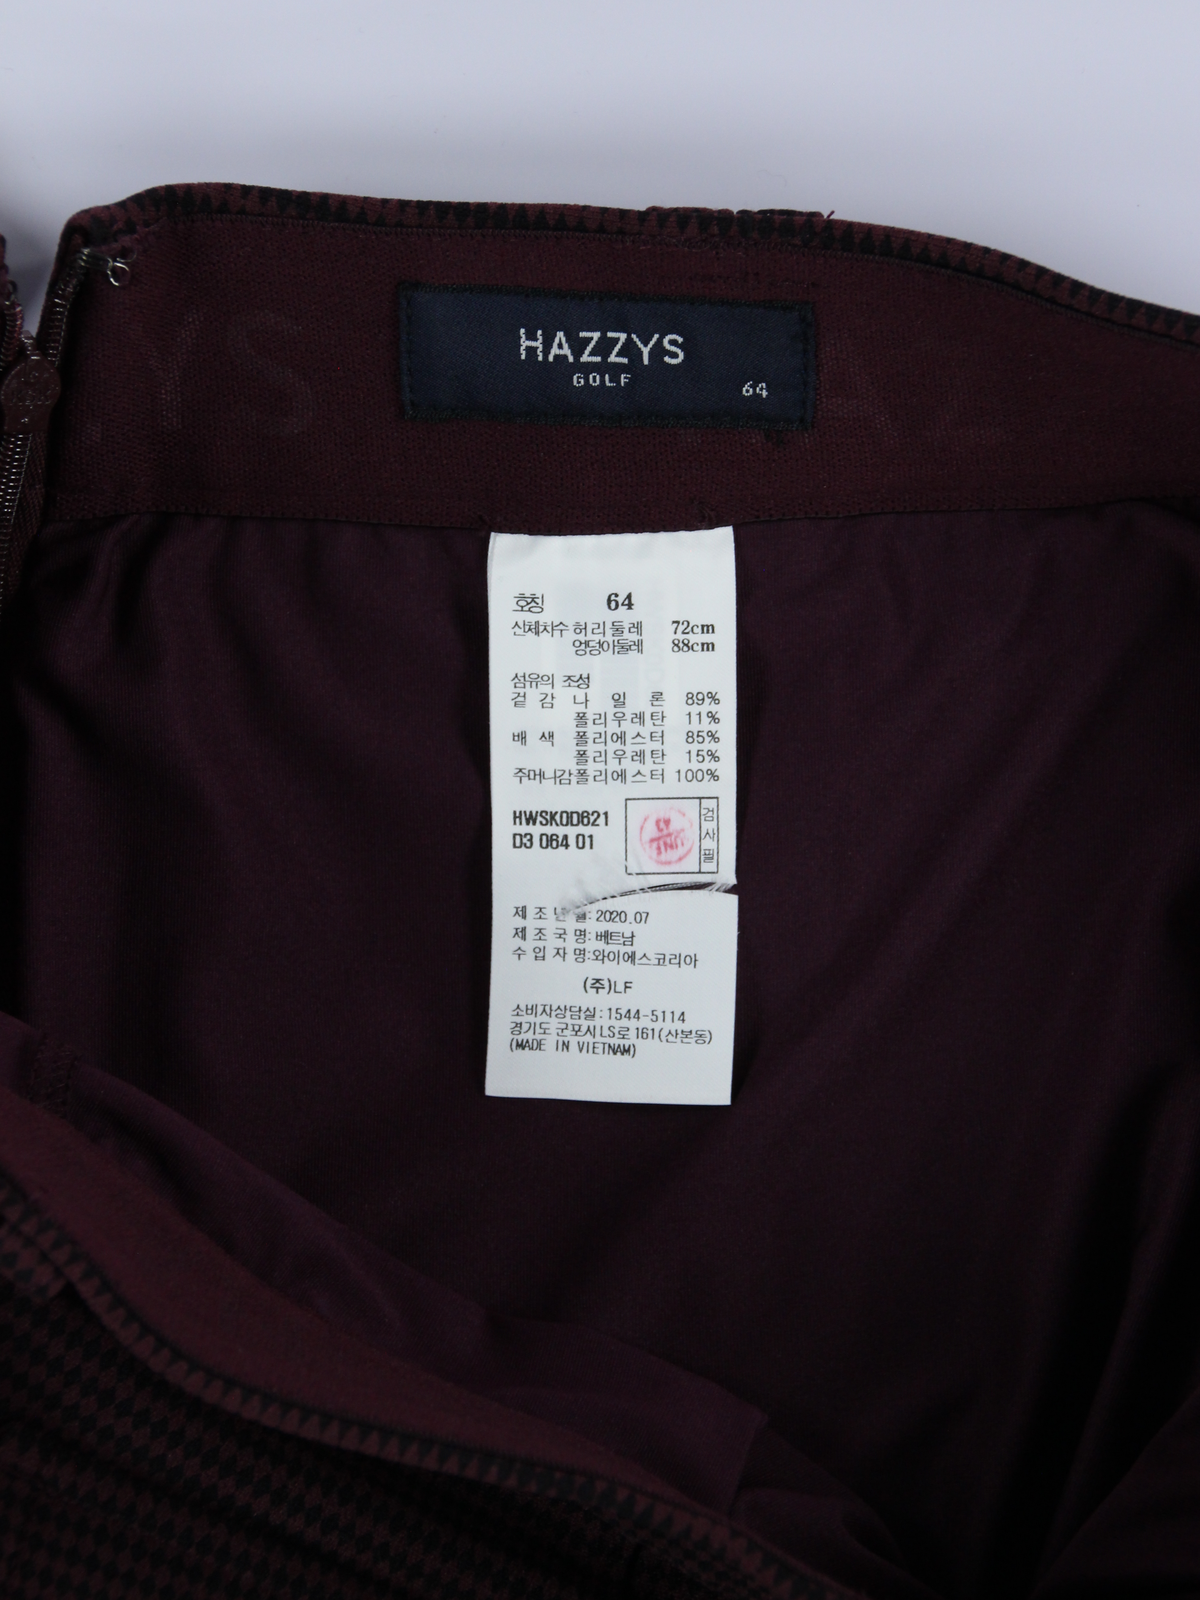 HAZZYS
GOLF
64
호칭 64
신체치수 허리둘레 72cm
엉덩이둘레 88cm
섬유의 조성
겉감 나일론 89%
폴리우레탄 11%
배색 폴리에스터 85%
폴리우레탄 15%
주머니감 폴리에스터 100%
HWSK0D621
D3 064 01
검사필
제조년월: 2020.07
제조국명: 베트남
수입자명: 와이에스코리아
(주)LF
소비자상담실: 1544-5114
경기도 군포시 LS로 161(산본동)
(MADE IN VIETNAM)